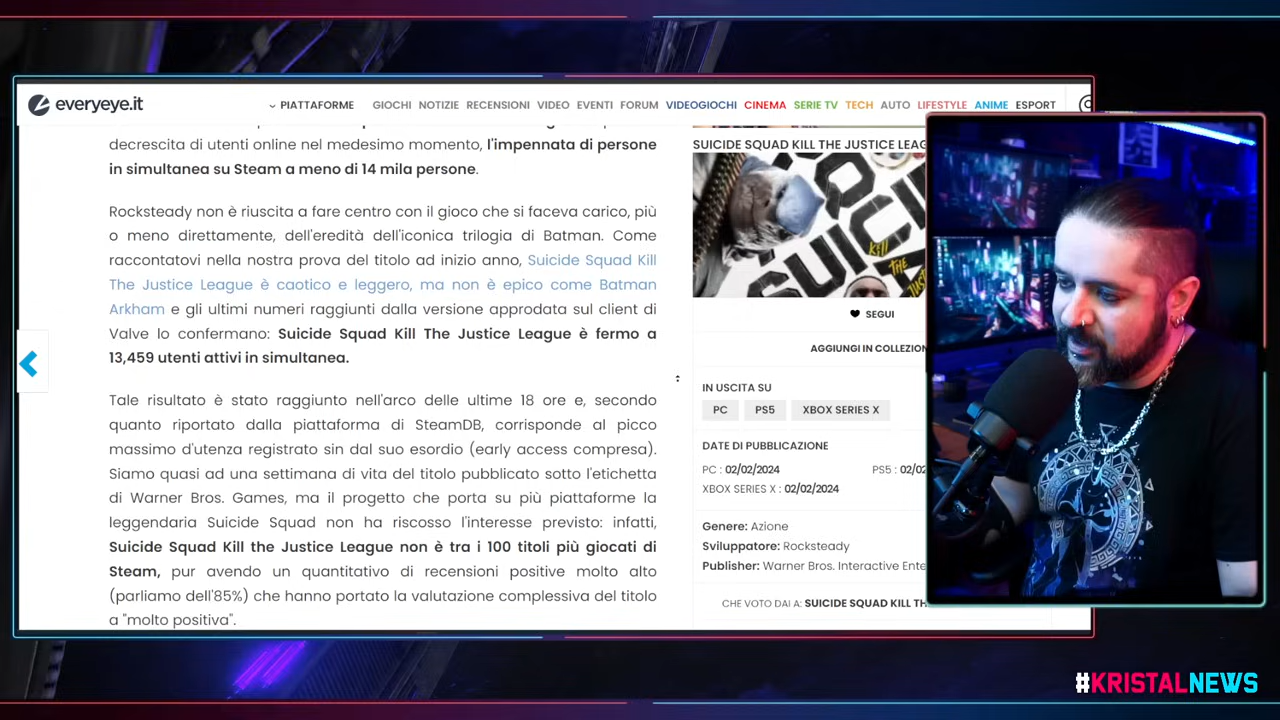 everyeye.it
PIATTAFORME GIOCHI NOTIZIE RECENSIONI VIDEO EVENTI FORUM VIDEOGIOCHI CINEMA SERIE TV TECH AUTO LIFESTYLE ANIME ESPORT
decrescita di utenti online nel medesimo momento, l'impennata di persone
in simultanea su Steam a meno di 14 mila persone.
Rocksteady non è riuscita a fare centro con il gioco che si faceva carico, più
o meno direttamente, dell'eredità dell'iconica trilogia di Batman. Come
raccontatovi nella nostra prova del titolo ad inizio anno, Suicide Squad Kill
The Justice League è caotico e leggero, ma non è epico come Batman
Arkham e gli ultimi numeri raggiunti dalla versione approdata sul client di
Valve lo confermano: Suicide Squad Kill The Justice League è fermo a
13,459 utenti attivi in simultanea.
Tale risultato è stato raggiunto nell'arco delle ultime 18 ore e, secondo
quanto riportato dalla piattaforma di SteamDB, corrisponde al picco
massimo d'utenza registrato sin dal suo esordio (early access compresa).
Siamo quasi ad una settimana di vita del titolo pubblicato sotto l'etichetta
di Warner Bros. Games, ma il progetto che porta su più piattaforme la
leggendaria Suicide Squad non ha riscosso l'interesse previsto: infatti,
Suicide Squad Kill the Justice League non è tra i 100 titoli più giocati di
Steam, pur avendo un quantitativo di recensioni positive molto alto
(parliamo dell'85%) che hanno portato la valutazione complessiva del titolo
a "molto positiva".
SUICIDE SQUAD KILL THE JUSTICE LEAG
Kill
THE
SEGUI
AGGIUNGI IN COLLEZION
IN USCITA SU
PC PS5 XBOX SERIES X
DATE DI PUBBLICAZIONE
PC : 02/02/2024 PS5 : 02/02
XBOX SERIES X : 02/02/2024
Genere: Azione
Sviluppatore: Rocksteady
Publisher: Warner Bros. Interactive Ente
CHE VOTO DAI A: SUICIDE SQUAD KILL TH
#KRISTALNEWS